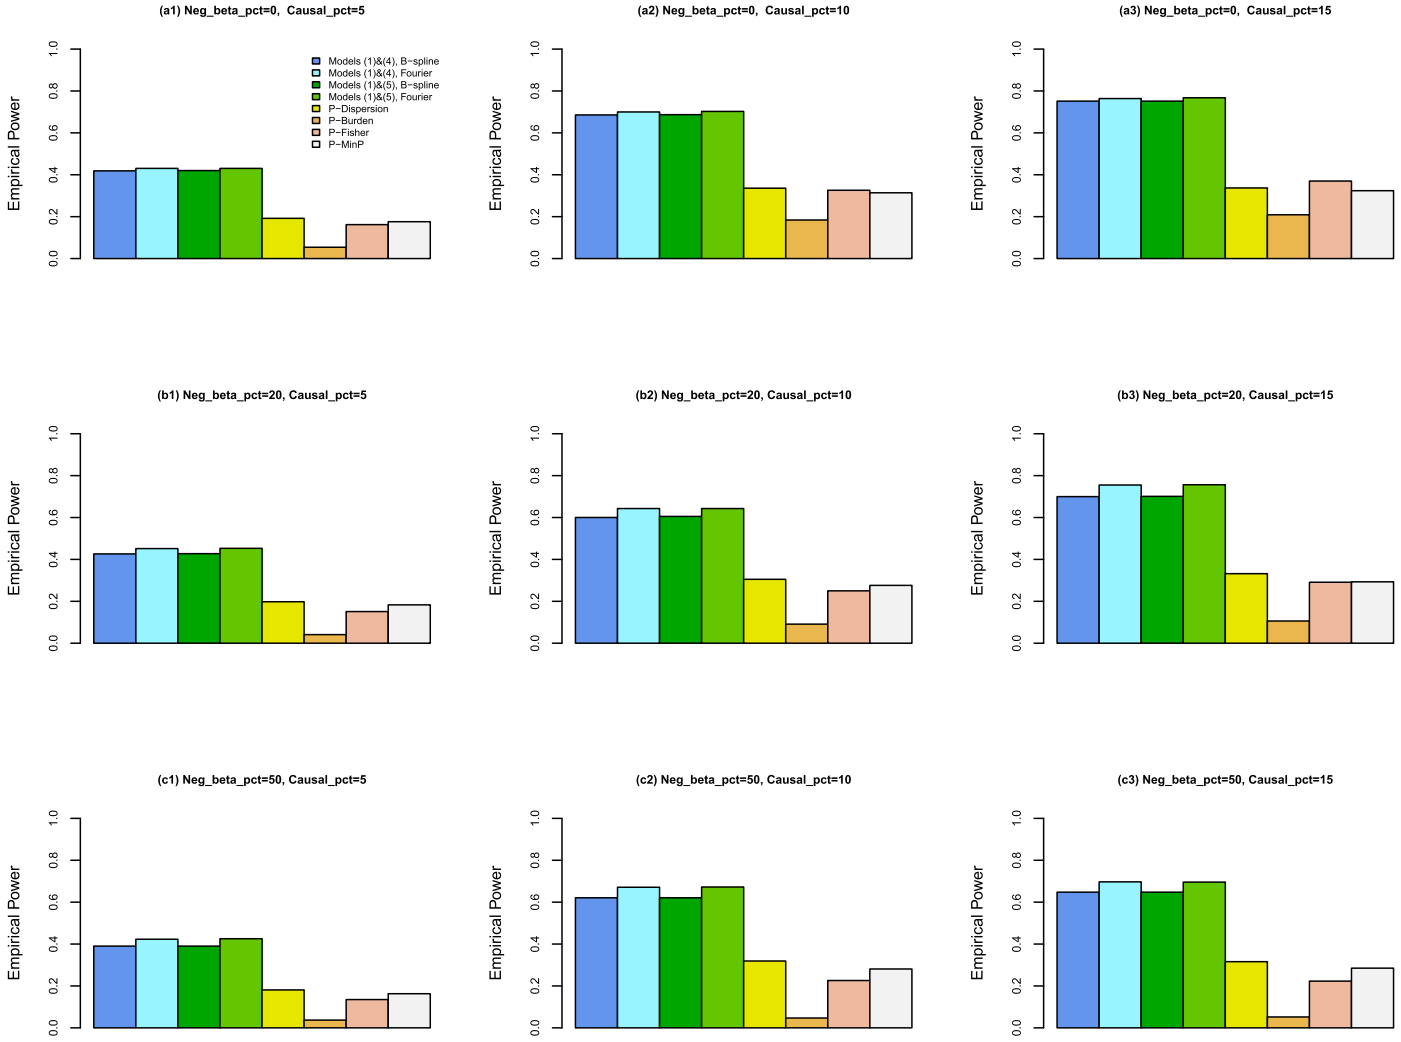 (a1) Neg_beta_pct=0,  Causal_pct=5
Empirical Power
0.0 0.2 0.4 0.6 0.8 1.0
Models (1)&(4), B−spline
Models (1)&(4), Fourier
Models (1)&(5), B−spline
Models (1)&(5), Fourier
P−Dispersion
P−Burden
P−Fisher
P−MinP
(a2) Neg_beta_pct=0,  Causal_pct=10
Empirical Power
0.0 0.2 0.4 0.6 0.8 1.0
(a3) Neg_beta_pct=0,  Causal_pct=15
Empirical Power
0.0 0.2 0.4 0.6 0.8 1.0
(b1) Neg_beta_pct=20, Causal_pct=5
Empirical Power
0.0 0.2 0.4 0.6 0.8 1.0
(b2) Neg_beta_pct=20, Causal_pct=10
Empirical Power
0.0 0.2 0.4 0.6 0.8 1.0
(b3) Neg_beta_pct=20, Causal_pct=15
Empirical Power
0.0 0.2 0.4 0.6 0.8 1.0
(c1) Neg_beta_pct=50, Causal_pct=5
Empirical Power
0.0 0.2 0.4 0.6 0.8 1.0
(c2) Neg_beta_pct=50, Causal_pct=10
Empirical Power
0.0 0.2 0.4 0.6 0.8 1.0
(c3) Neg_beta_pct=50, Causal_pct=15
Empirical Power
0.0 0.2 0.4 0.6 0.8 1.0